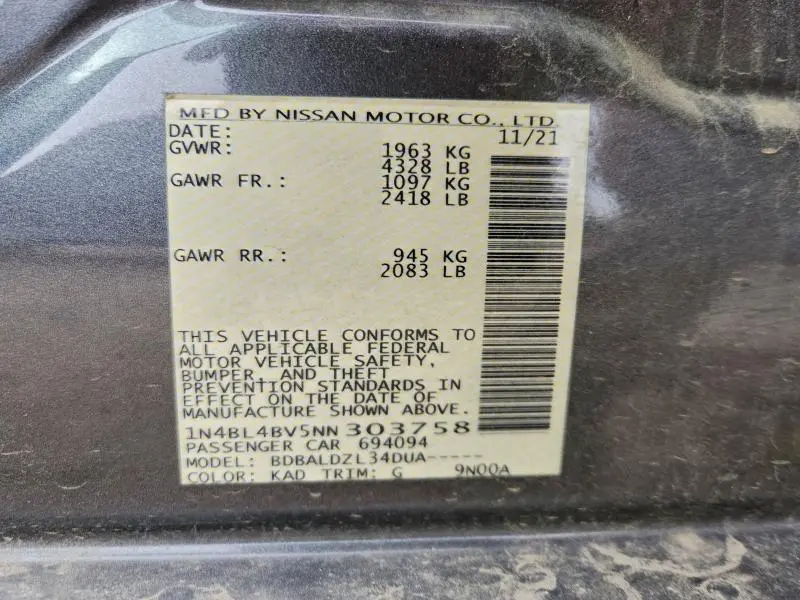 MFD BY NISSAN MOTOR CO., LTD
DATE: 11/21
GVWR: 1963 KG
4328 LB
GAWR FR.: 1097 KG
2418 LB
GAWR RR.: 945 KG
2083 LB
THIS VEHICLE CONFORMS TO
ALL APPLICABLE FEDERAL
MOTOR VEHICLE SAFETY,
BUMPER, AND THEFT
PREVENTION STANDARDS IN
EFFECT ON THE DATE OF
MANUFACTURE SHOWN ABOVE.
1N4BL4BV5NN303758
PASSENGER CAR 694094
MODEL: BDBALDZL34DUA-----
COLOR: KAD TRIM: G 9N00A